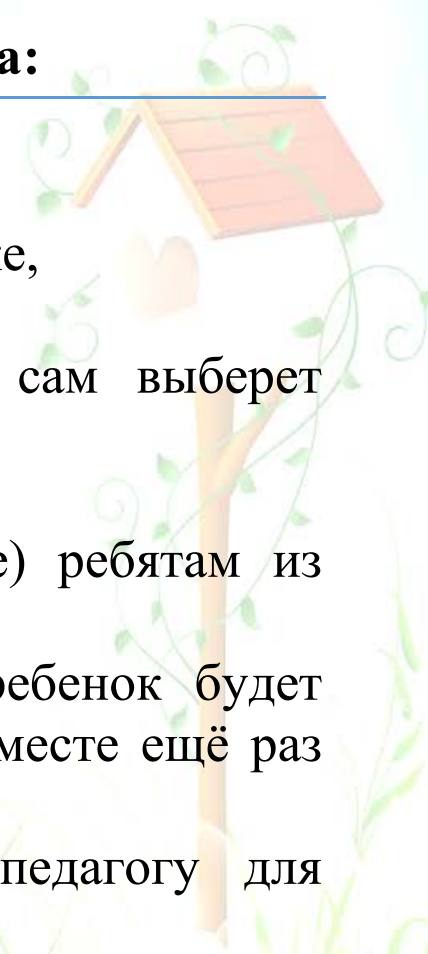 а:
е,
сам выберет
е) ребятам из
ребенок будет
месте ещё раз
педагогу для